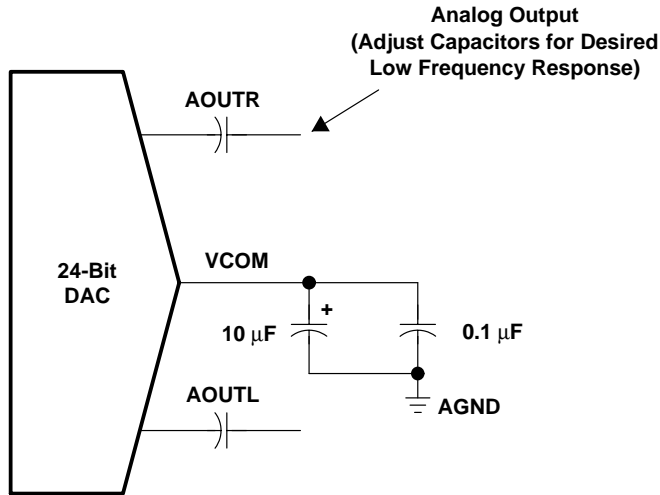 Analog Output
(Adjust Capacitors for Desired
Low Frequency Response)
AOUTR
24-Bit
DAC
VCOM
+
10 μF
0.1 μF
AOUTL
AGND